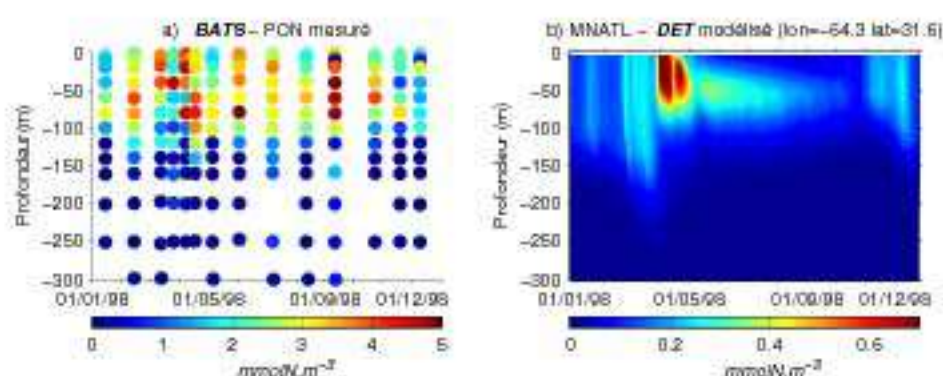 a) BATS – PON mesuré
b) MNATL – DET modélisé (lon=−64.3 lat=31.6)
Profondeur (m)
0
−50
−100
−150
−200
−250
−300
01/01/98 01/05/98 01/09/98 01/12/98
0 1 2 3 4 5
mmolN.m⁻³
Profondeur (m)
0
−50
−100
−150
−200
−250
−300
01/01/98 01/05/98 01/09/98 01/12/98
0 0.2 0.4 0.6
mmolN.m⁻³